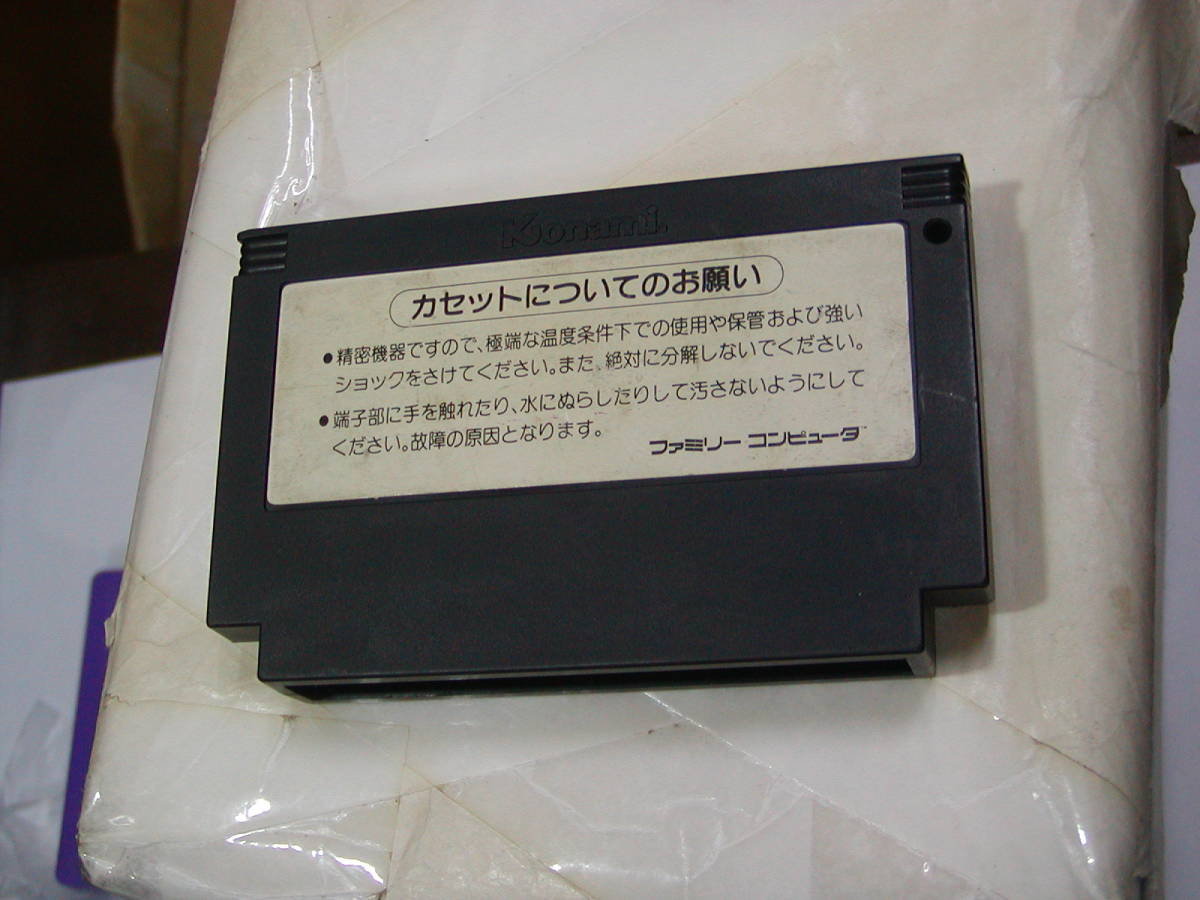 Konami.
カセットについてのお願い
●精密機器ですので、極端な温度条件下での使用や保管および強い
ショックをさけてください。また、絶対に分解しないでください。
●端子部に手を触れたり、水にぬらしたりして汚さないようにして
ください。故障の原因となります。
ファミリーコンピュータ™